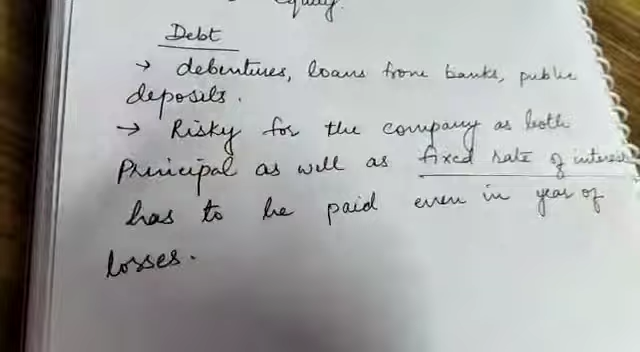 equity.
Debt
→ debentures, loans from banks, public
deposits.
→ Risky for the company as both
Principal as well as fixed rate of interest
has to be paid even in year of
losses.